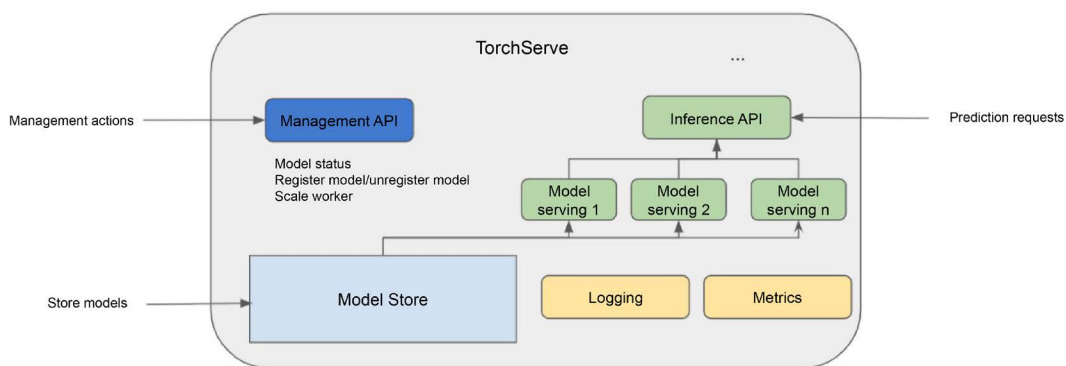 TorchServe
...
Management actions
Management API
Inference API
Prediction requests
Model status
Register model/unregister model
Scale worker
Model
serving 1
Model
serving 2
Model
serving n
Store models
Model Store
Logging
Metrics